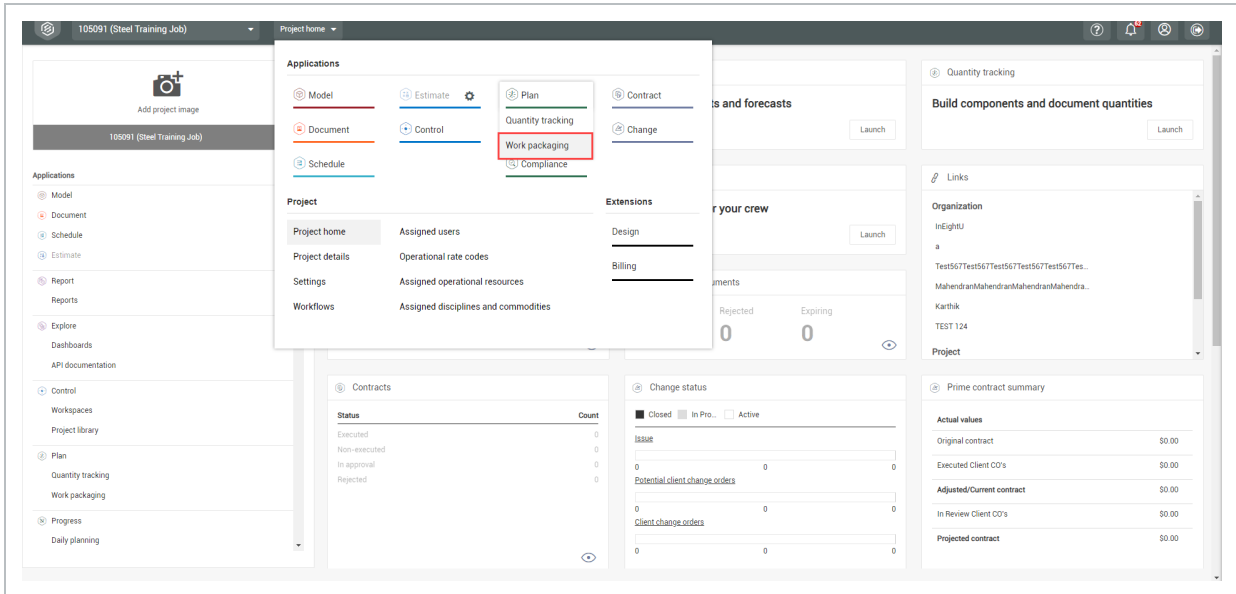 105091 (Steel Training Job)
Project home
Add project image
105091 (Steel Training Job)
Applications
Model
Document
Schedule
Estimate
Report
Reports
Explore
Dashboards
API documentation
Control
Workspaces
Project library
Plan
Quantity tracking
Work packaging
Progress
Daily planning
Applications
Model
Estimate
Plan
Contract
Quantity tracking
Document
Control
Work packaging
Change
Schedule
Compliance
Project
Extensions
Project home
Assigned users
Design
Project details
Operational rate codes
Billing
Settings
Assigned operational resources
Workflows
Assigned disciplines and commodities
ts and forecasts
Launch
r your crew
Launch
uments
Rejected
Expiring
0
0
Quantity tracking
Build components and document quantities
Launch
Links
Organization
InEightU
a
Test567Test567Test567Test567Test567Tes...
MahendranMahendranMahendranMahendra...
Karthik
TEST 124
Project
Contracts
Status Count
Executed 0
Non-executed 0
In approval 0
Rejected 0
Change status
Closed In Pro... Active
Issue
0 0 0
Potential client change orders
0 0 0
Client change orders
0 0 0
Prime contract summary
Actual values
Original contract $0.00
Executed Client CO's $0.00
Adjusted/Current contract $0.00
In Review Client CO's $0.00
Projected contract $0.00